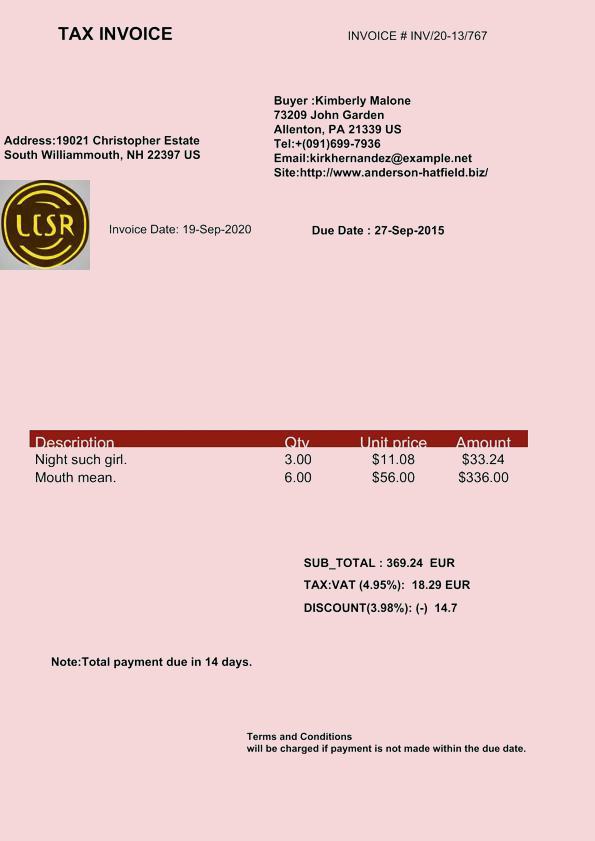 TAX INVOICE
INVOICE # INV/20-13/767
Buyer :Kimberly Malone
73209 John Garden
Allenton, PA 21339 US
Tel:+(091)699-7936
Email:kirkhernandez@example.net
Site:http://www.anderson-hatfield.biz/
Address:19021 Christopher Estate
South Williammouth, NH 22397 US
LCSR
Invoice Date: 19-Sep-2020
Due Date : 27-Sep-2015
Description Qty Unit price Amount
Night such girl. 3.00 $11.08 $33.24
Mouth mean. 6.00 $56.00 $336.00
SUB_TOTAL : 369.24 EUR
TAX:VAT (4.95%): 18.29 EUR
DISCOUNT(3.98%): (-) 14.7
Note:Total payment due in 14 days.
Terms and Conditions
will be charged if payment is not made within the due date.